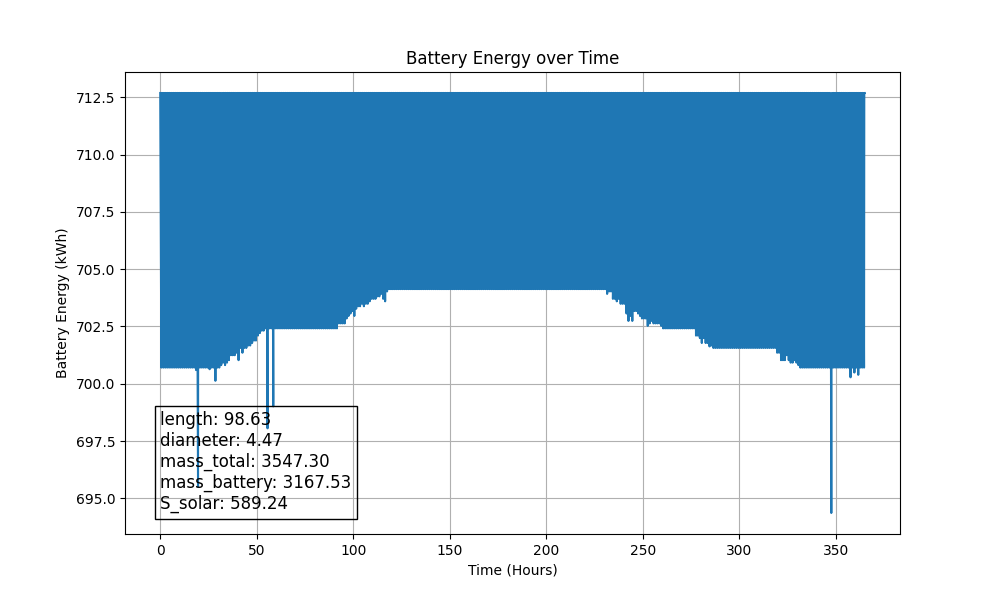 Battery Energy over Time
Battery Energy (kWh)
712.5
710.0
707.5
705.0
702.5
700.0
697.5
695.0
length: 98.63
diameter: 4.47
mass_total: 3547.30
mass_battery: 3167.53
S_solar: 589.24
0 50 100 150 200 250 300 350
Time (Hours)